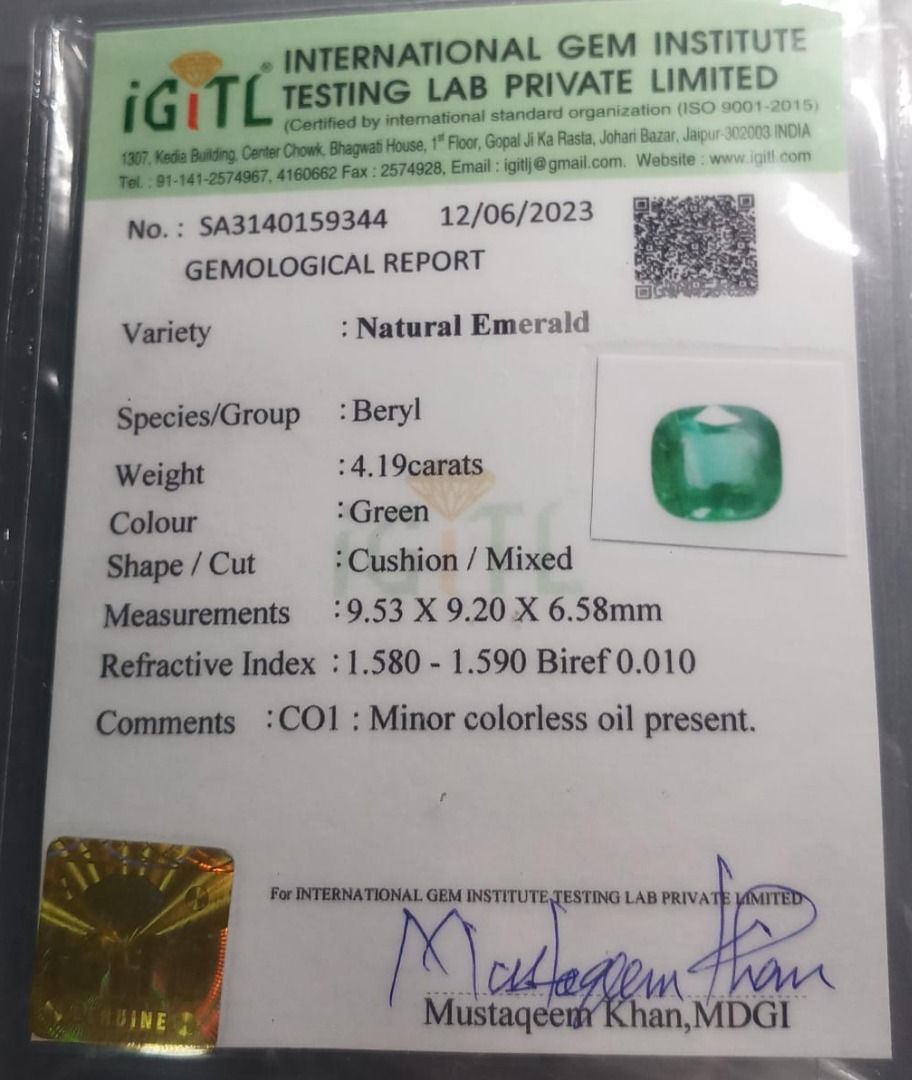 iGiTL® INTERNATIONAL GEM INSTITUTE
TESTING LAB PRIVATE LIMITED
(Certified by international standard organization (ISO 9001-2015)
1307, Kedia Building, Center Chowk, Bhagwati House, 1st Floor, Gopal Ji Ka Rasta, Johari Bazar, Jaipur-302003 INDIA
Tel. : 91-141-2574967, 4160662 Fax : 2574928, Email : igitlj@gmail.com. Website : www.igitl.com
No. : SA3140159344 12/06/2023
GEMOLOGICAL REPORT
Variety : Natural Emerald
Species/Group : Beryl
Weight : 4.19carats
Colour : Green
iGiTL
Shape / Cut : Cushion / Mixed
Measurements : 9.53 X 9.20 X 6.58mm
Refractive Index : 1.580 - 1.590 Biref 0.010
Comments : CO1 : Minor colorless oil present.
For INTERNATIONAL GEM INSTITUTE TESTING LAB PRIVATE LIMITED
Mustaqeem Khan
Mustaqeem Khan,MDGI